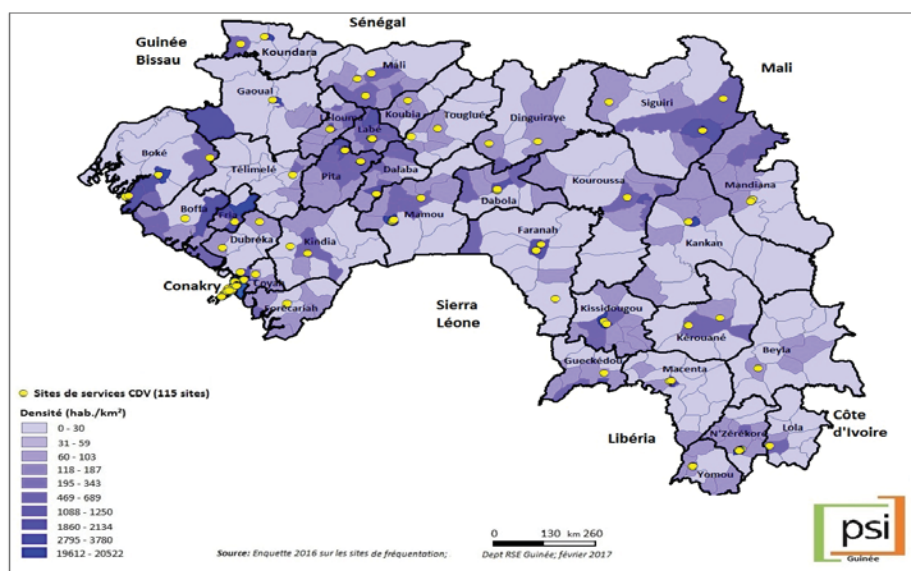 Sénégal
Guinée
Bissau
Koundara
Mali
Mali
Gaoual
Koubia
Siguiri
Lelouma
Labé
Touglué
Dinguiraye
Boké
Télimelé
Pita
Dalaba
Kouroussa
Mandiana
Boffa
Fria
Dabola
Mamou
Kankan
Dubréka
Kindia
Faranah
Conakry
Coyah
Forécariah
Sierra
Léone
Kissidougou
Kérouané
Beyla
Gueckédou
Macenta
Sites de services CDV (115 sites)
Densité (hab./km²)
0 - 30
31 - 59
60 - 103
118 - 187
195 - 343
469 - 689
1088 - 1250
1860 - 2134
2795 - 3780
19612 - 20522
Libéria
N'Zérékoré
Lola
Côte
d'Ivoire
Yomou
0 130 km 260
Source: Enquette 2016 sur les sites de fréquentation; Dept RSE Guinée; février 2017
psi
Guinée